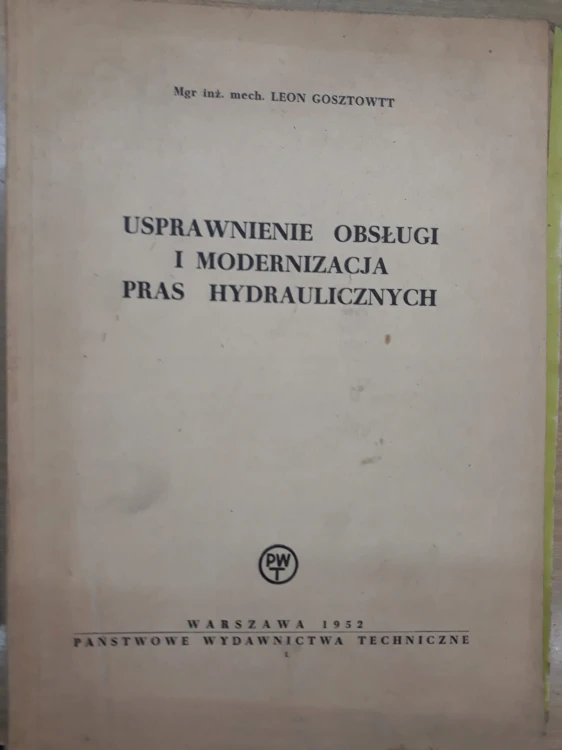 Mgr inż. mech. LEON GOSZTOWTT
USPRAWNIENIE OBSŁUGI
I MODERNIZACJA
PRAS HYDRAULICZNYCH
PWT
WARSZAWA 1952
PAŃSTWOWE WYDAWNICTWA TECHNICZNE